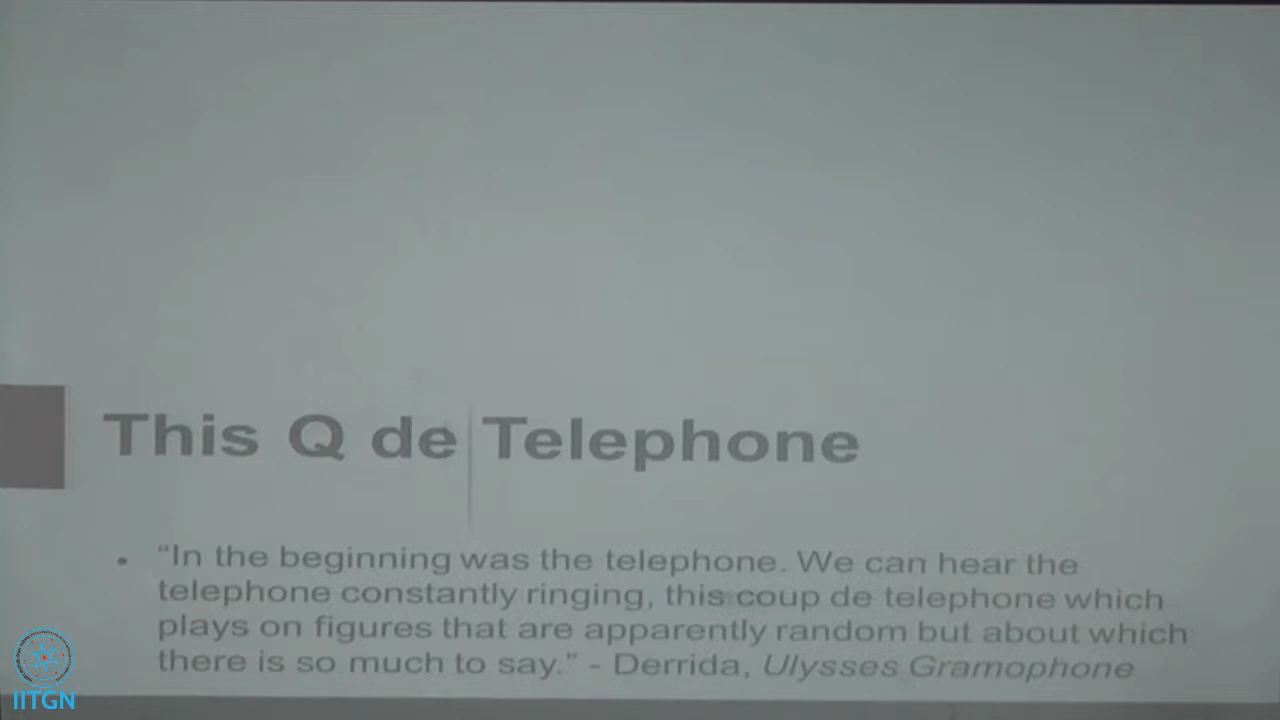 This Q de Telephone
• “In the beginning was the telephone. We can hear the
telephone constantly ringing, this coup de telephone which
plays on figures that are apparently random but about which
there is so much to say.” - Derrida, Ulysses Gramophone
IITGN